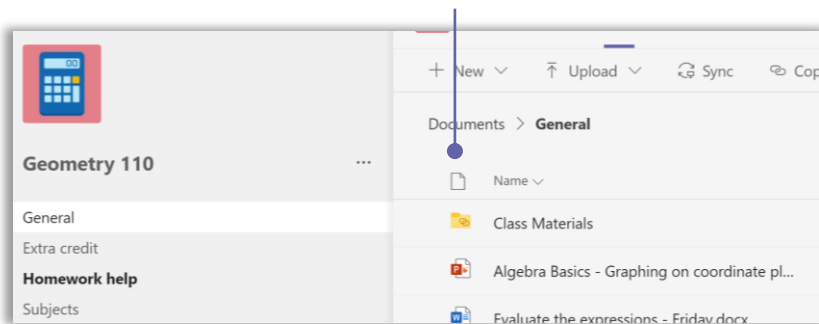 New Upload Sync Cop
Documents > General
Geometry 110 ...
Name
General
Class Materials
Extra credit
Algebra Basics - Graphing on coordinate pl...
Homework help
Subjects
Evaluate the expressions - Friday.docx